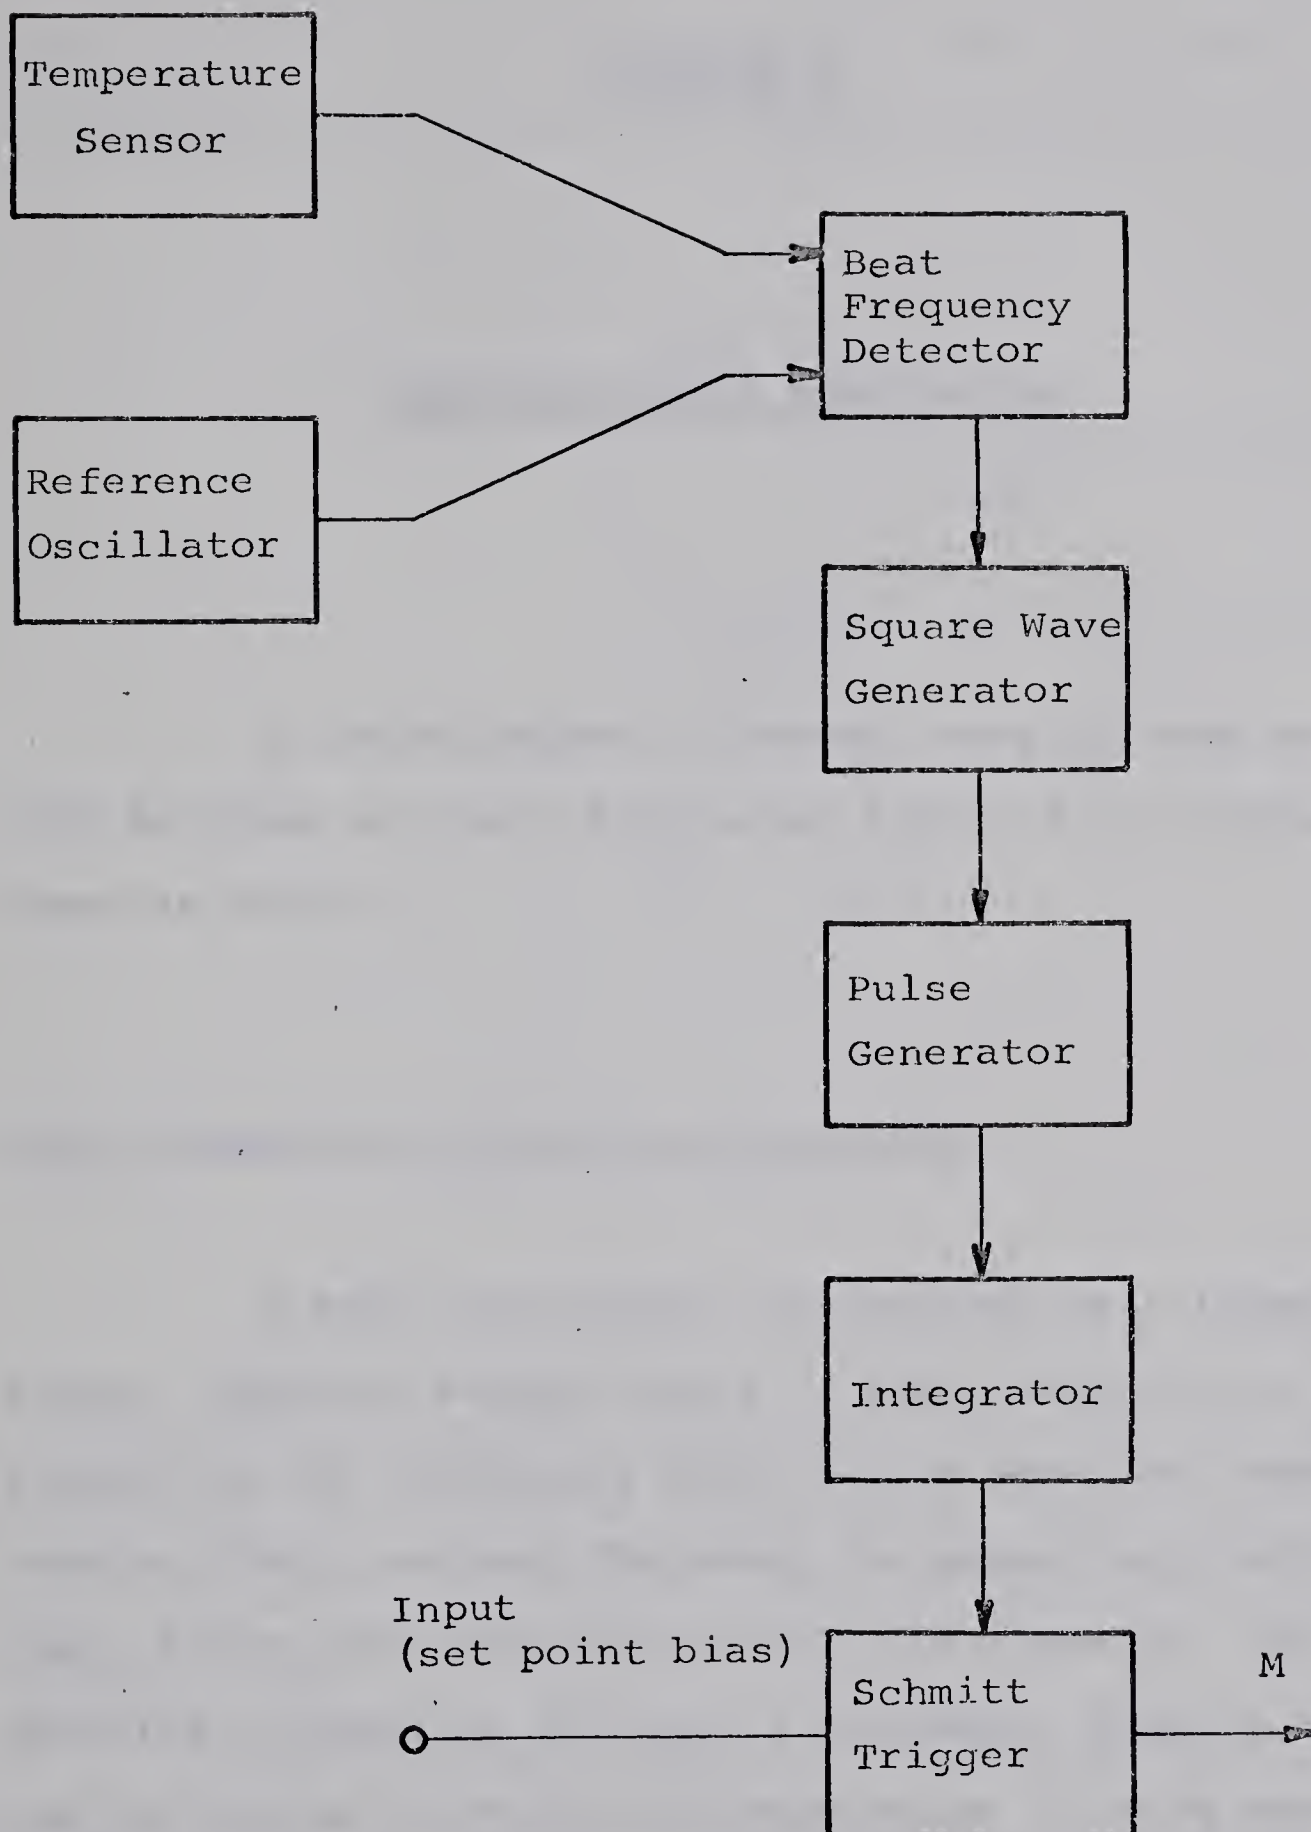 Temperature
Sensor
Beat
Frequency
Detector
Reference
Oscillator
Square Wave
Generator
Pulse
Generator
Integrator
Input
(set point bias)
Schmitt
Trigger
M